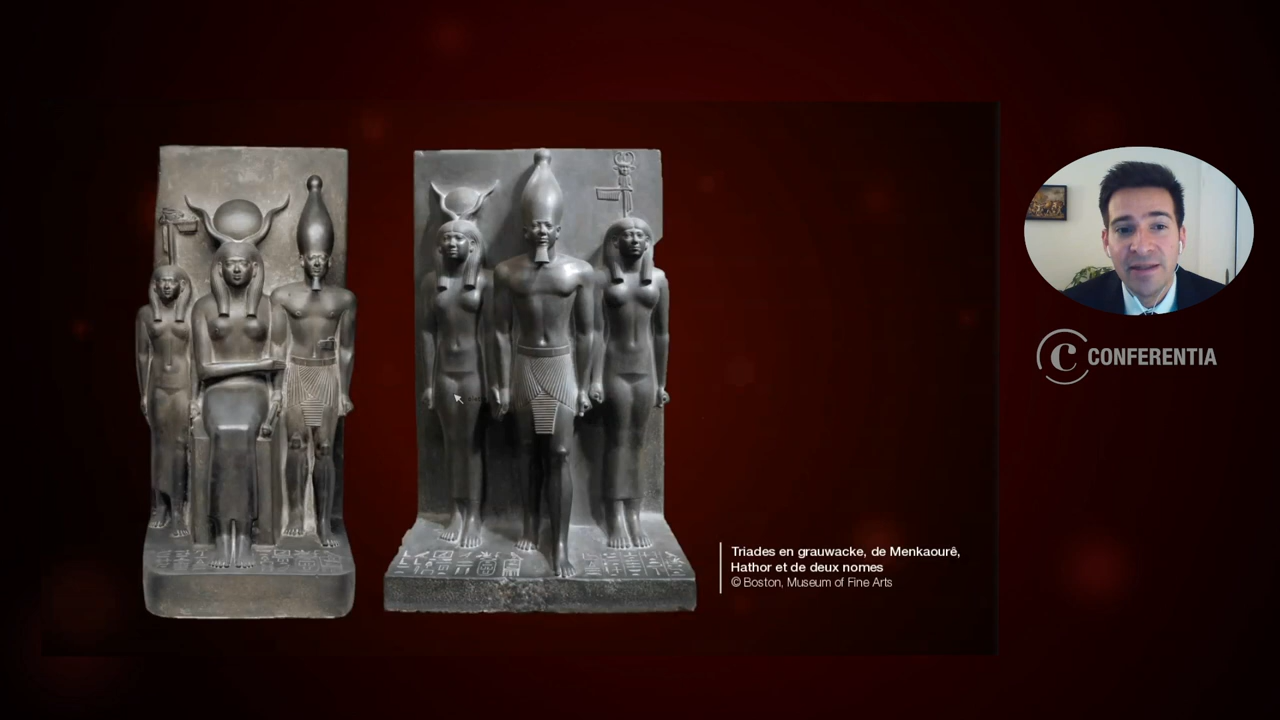 Triades en grauwacke, de Menkaourê,
Hathor et de deux nomes
© Boston, Museum of Fine Arts
C CONFERENTIA